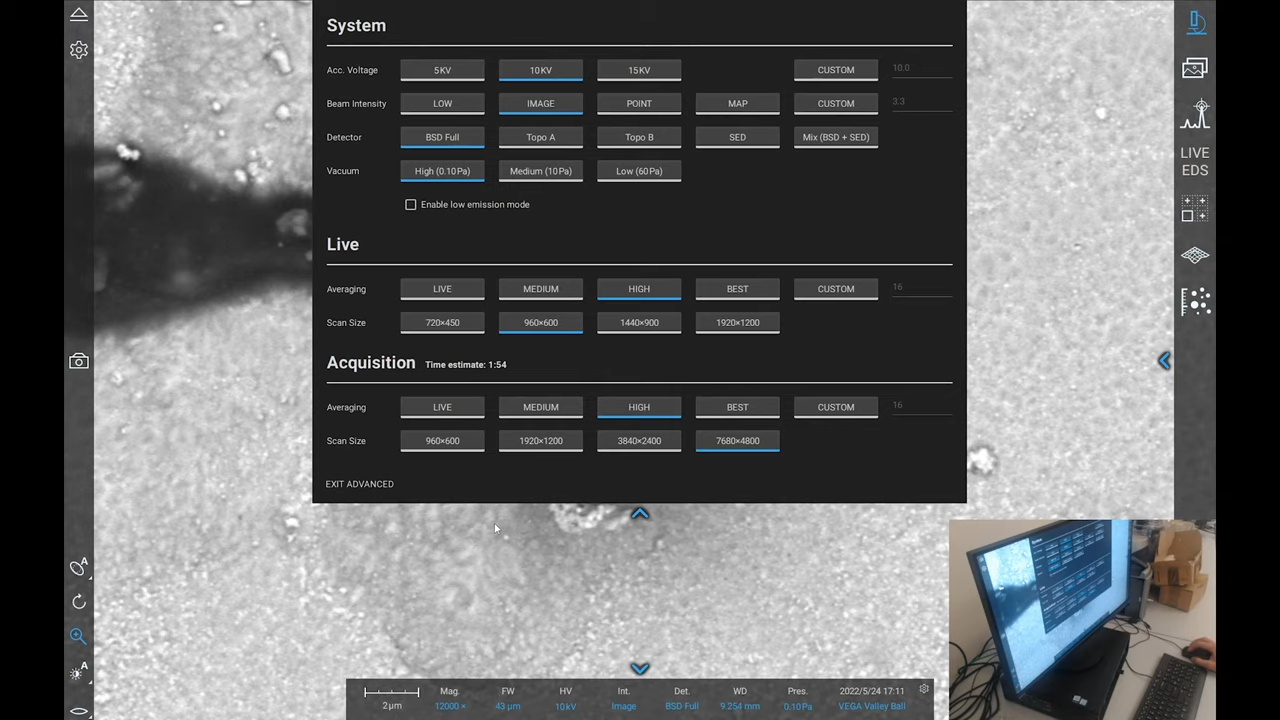 System
Acc. Voltage 5KV 10KV 15KV CUSTOM 10.0
Beam Intensity LOW IMAGE POINT MAP CUSTOM 3.3
Detector BSD Full Topo A Topo B SED Mix (BSD + SED)
Vacuum High (0.10Pa) Medium (10Pa) Low (60Pa)
Enable low emission mode
LIVE
EDS
Live
Averaging LIVE MEDIUM HIGH BEST CUSTOM 16
Scan Size 720×450 960×600 1440×900 1920×1200
Acquisition Time estimate: 1:54
Averaging LIVE MEDIUM HIGH BEST CUSTOM 16
Scan Size 960×600 1920×1200 3840×2400 7680×4800
EXIT ADVANCED
A
A
Mag. FW HV Int. Det. WD Pres. 2022/5/24 17:11
2μm 12000 × 43 μm 10kV Image BSD Full 9.254 mm 0.10Pa VEGA Valley Ball